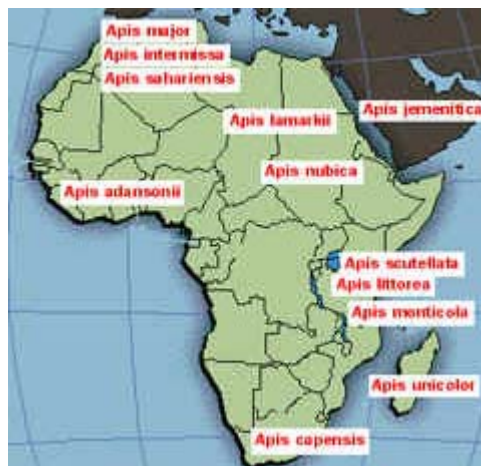 Apis major
Apis intermissa
Apis sahariensis
Apis jemenitica
Apis lamarkii
Apis nubica
Apis adansonii
Apis scutellata
Apis littorea
Apis monticola
Apis unicolor
Apis capensis